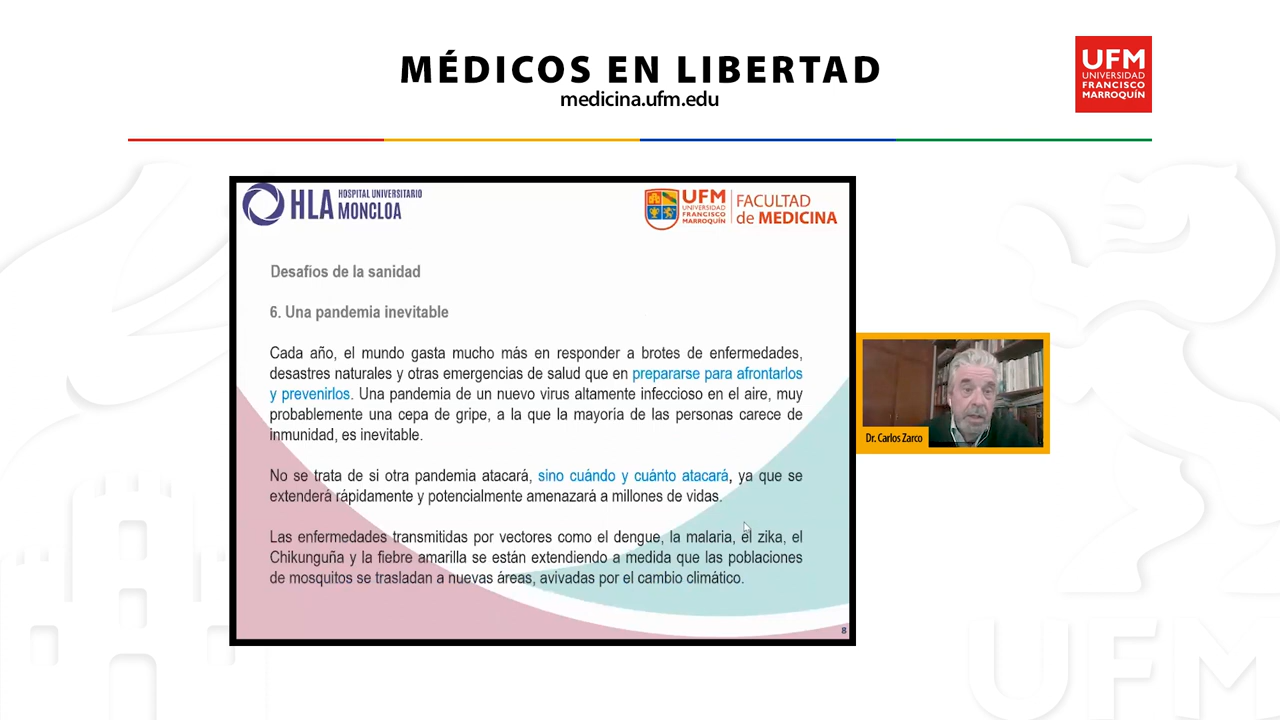 MÉDICOS EN LIBERTAD
medicina.ufm.edu
UFM
UNIVERSIDAD
FRANCISCO
MARROQUÍN
HLA HOSPITAL UNIVERSITARIO
MONCLOA
UFM
UNIVERSIDAD
FRANCISCO
MARROQUÍN
FACULTAD
de MEDICINA
Desafíos de la sanidad
6. Una pandemia inevitable
Cada año, el mundo gasta mucho más en responder a brotes de enfermedades,
desastres naturales y otras emergencias de salud que en prepararse para afrontarlos
y prevenirlos. Una pandemia de un nuevo virus altamente infeccioso en el aire, muy
probablemente una cepa de gripe, a la que la mayoría de las personas carece de
inmunidad, es inevitable.
No se trata de si otra pandemia atacará, sino cuándo y cuánto atacará, ya que se
extenderá rápidamente y potencialmente amenazará a millones de vidas.
Las enfermedades transmitidas por vectores como el dengue, la malaria, el zika, el
Chikunguña y la fiebre amarilla se están extendiendo a medida que las poblaciones
de mosquitos se trasladan a nuevas áreas, avivadas por el cambio climático.
8
Dr. Carlos Zarco
UFM